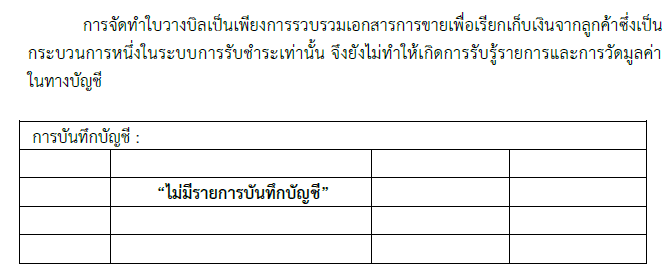 การจัดทำใบวางบิลเป็นเพียงการรวบรวมเอกสารการขายเพื่อเรียกเก็บเงินจากลูกค้าซึ่งเป็น
กระบวนการหนึ่งในระบบการรับชำระเท่านั้น จึงยังไม่ทำให้เกิดการรับรู้รายการและการวัดมูลค่า
ในทางบัญชี
การบันทึกบัญชี :
“ไม่มีรายการบันทึกบัญชี”